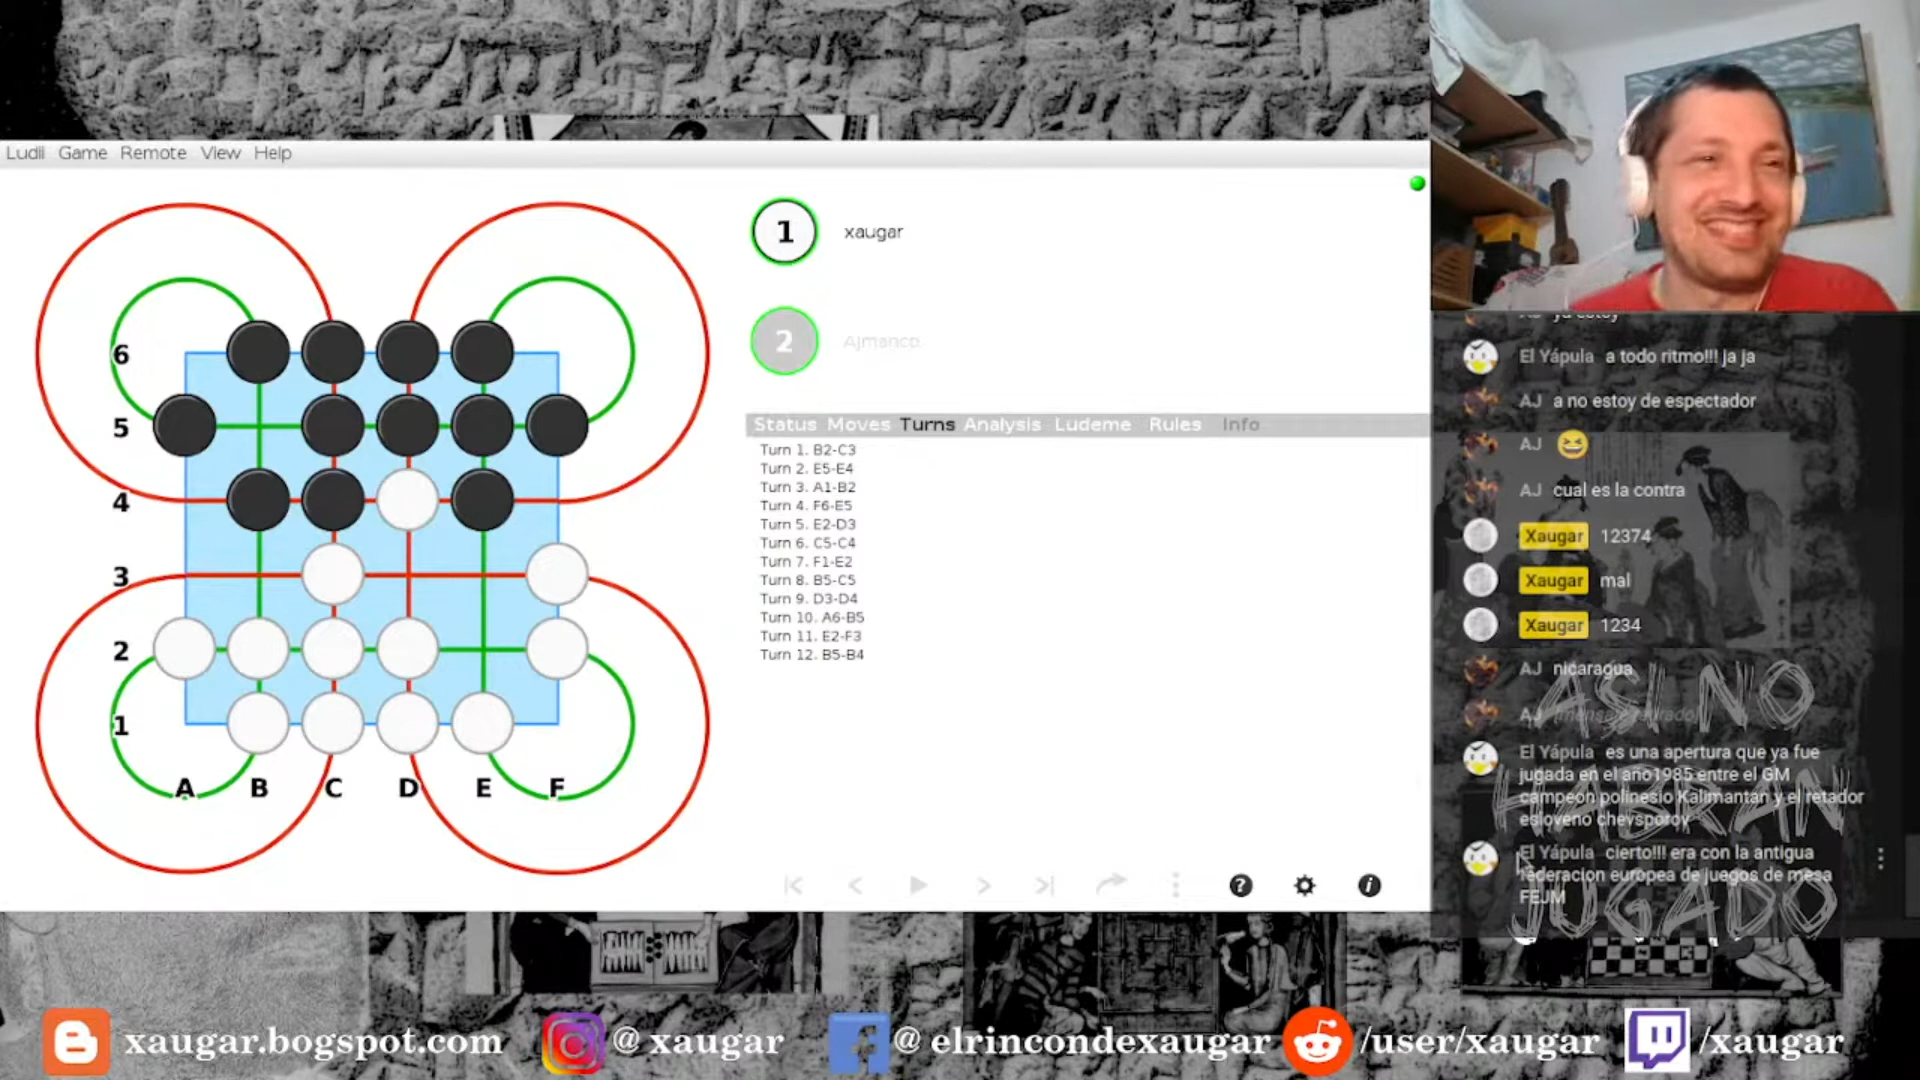 Ludii Game Remote View Help
1 xaugar
2 Ajmanco
Status Moves Turns Analysis Ludeme Rules Info
Turn 1. B2-C3
Turn 2. E5-E4
Turn 3. A1-B2
Turn 4. F6-E5
Turn 5. E2-D3
Turn 6. C5-C4
Turn 7. F1-E2
Turn 8. B5-C5
Turn 9. D3-D4
Turn 10. A6-B5
Turn 11. E2-F3
Turn 12. B5-B4
6
5
4
3
2
1
A B C D E F
AJ ya estoy
El Yápula a todo ritmo!!! ja ja
AJ a no estoy de espectador
AJ
AJ cual es la contra
Xaugar 12374
Xaugar mal
Xaugar 1234
AJ nicaragua
AJ
El Yápula es una apertura que ya fue
jugada en el año1985 entre el GM
campeon polinesio Kalimantan y el retador
esloveno chevsporoy
El Yápula cierto!!! era con la antigua
federacion europea de juegos de mesa
FEJM
ASI NO
HABRAN
JUGADO
xaugar.bogspot.com @ xaugar @ elrincondexaugar /user/xaugar /xaugar